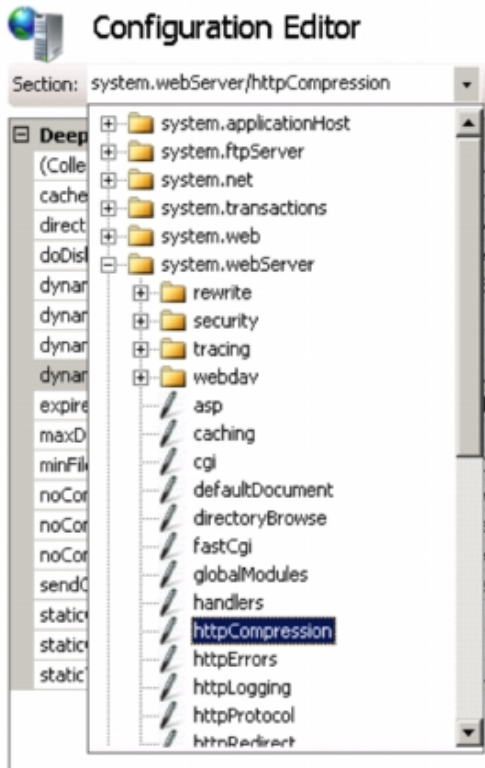 Configuration Editor
Section: system.webServer/httpCompression
Deep
(Colle
cache
direct
doDisl
dynar
dynar
dynar
dynar
expire
maxD
minFil
noCor
noCor
noCor
sendC
static
static
static
system.applicationHost
system.ftpServer
system.net
system.transactions
system.web
system.webServer
rewrite
security
tracing
webdav
asp
caching
cgi
defaultDocument
directoryBrowse
fastCgi
globalModules
handlers
httpCompression
httpErrors
httpLogging
httpProtocol
httpRedirect